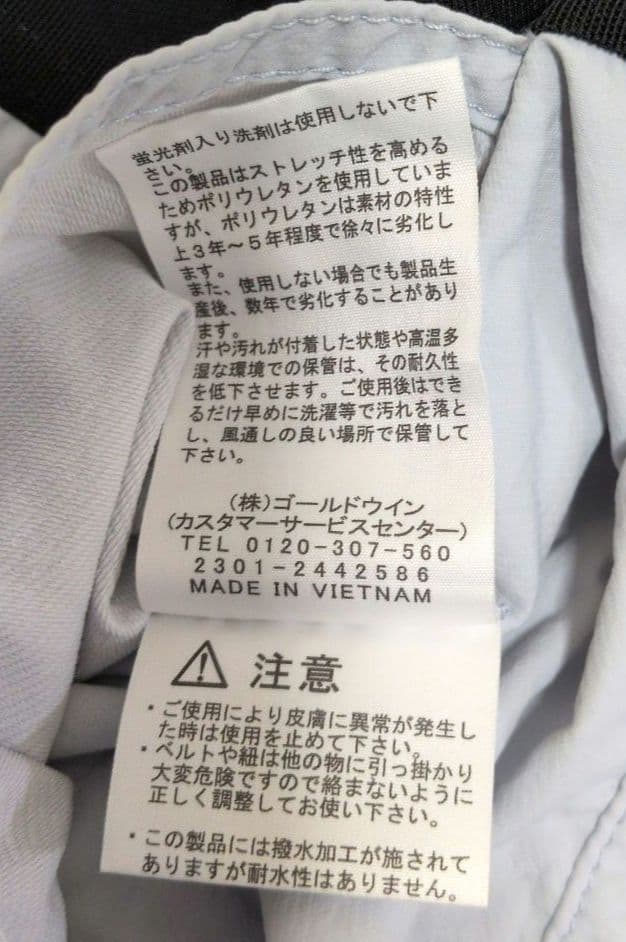 蛍光剤入り洗剤は使用しないで下
さい。
この製品はストレッチ性を高める
ためポリウレタンを使用していま
すが、ポリウレタンは素材の特性
上3年～5年程度で徐々に劣化し
ます。
また、使用しない場合でも製品生
産後、数年で劣化することがあり
ます。
汗や汚れが付着した状態や高温多
湿な環境での保管は、その耐久性
を低下させます。ご使用後はでき
るだけ早めに洗濯等で汚れを落と
し、風通しの良い場所で保管して
下さい。
(株)ゴールドウイン
(カスタマーサービスセンター)
TEL 0120-307-560
2301-2442586
MADE IN VIETNAM
注意
・ご使用により皮膚に異常が発生し
た時は使用を止めて下さい。
・ベルトや紐は他の物に引っ掛かり
大変危険ですので絡まないように
正しく調整してお使い下さい。
・この製品には撥水加工が施されて
ありますが耐水性はありません。